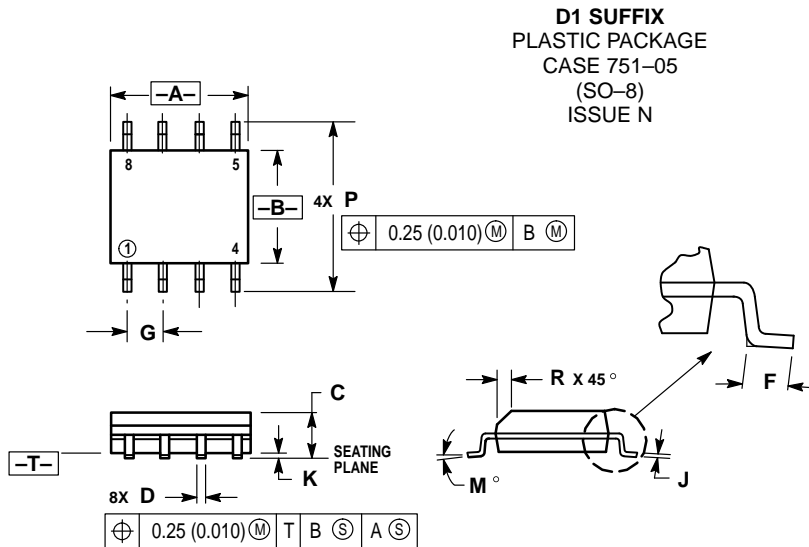 D1 SUFFIX
PLASTIC PACKAGE
CASE 751–05
(SO–8)
ISSUE N
–A–
8 5
–B–
4X P
⌖ 0.25 (0.010) Ⓜ B Ⓜ
① 4
G
C
R X 45°
F
–T–
K
SEATING
PLANE
M°
J
8X D
⌖ 0.25 (0.010) Ⓜ T B Ⓢ A Ⓢ